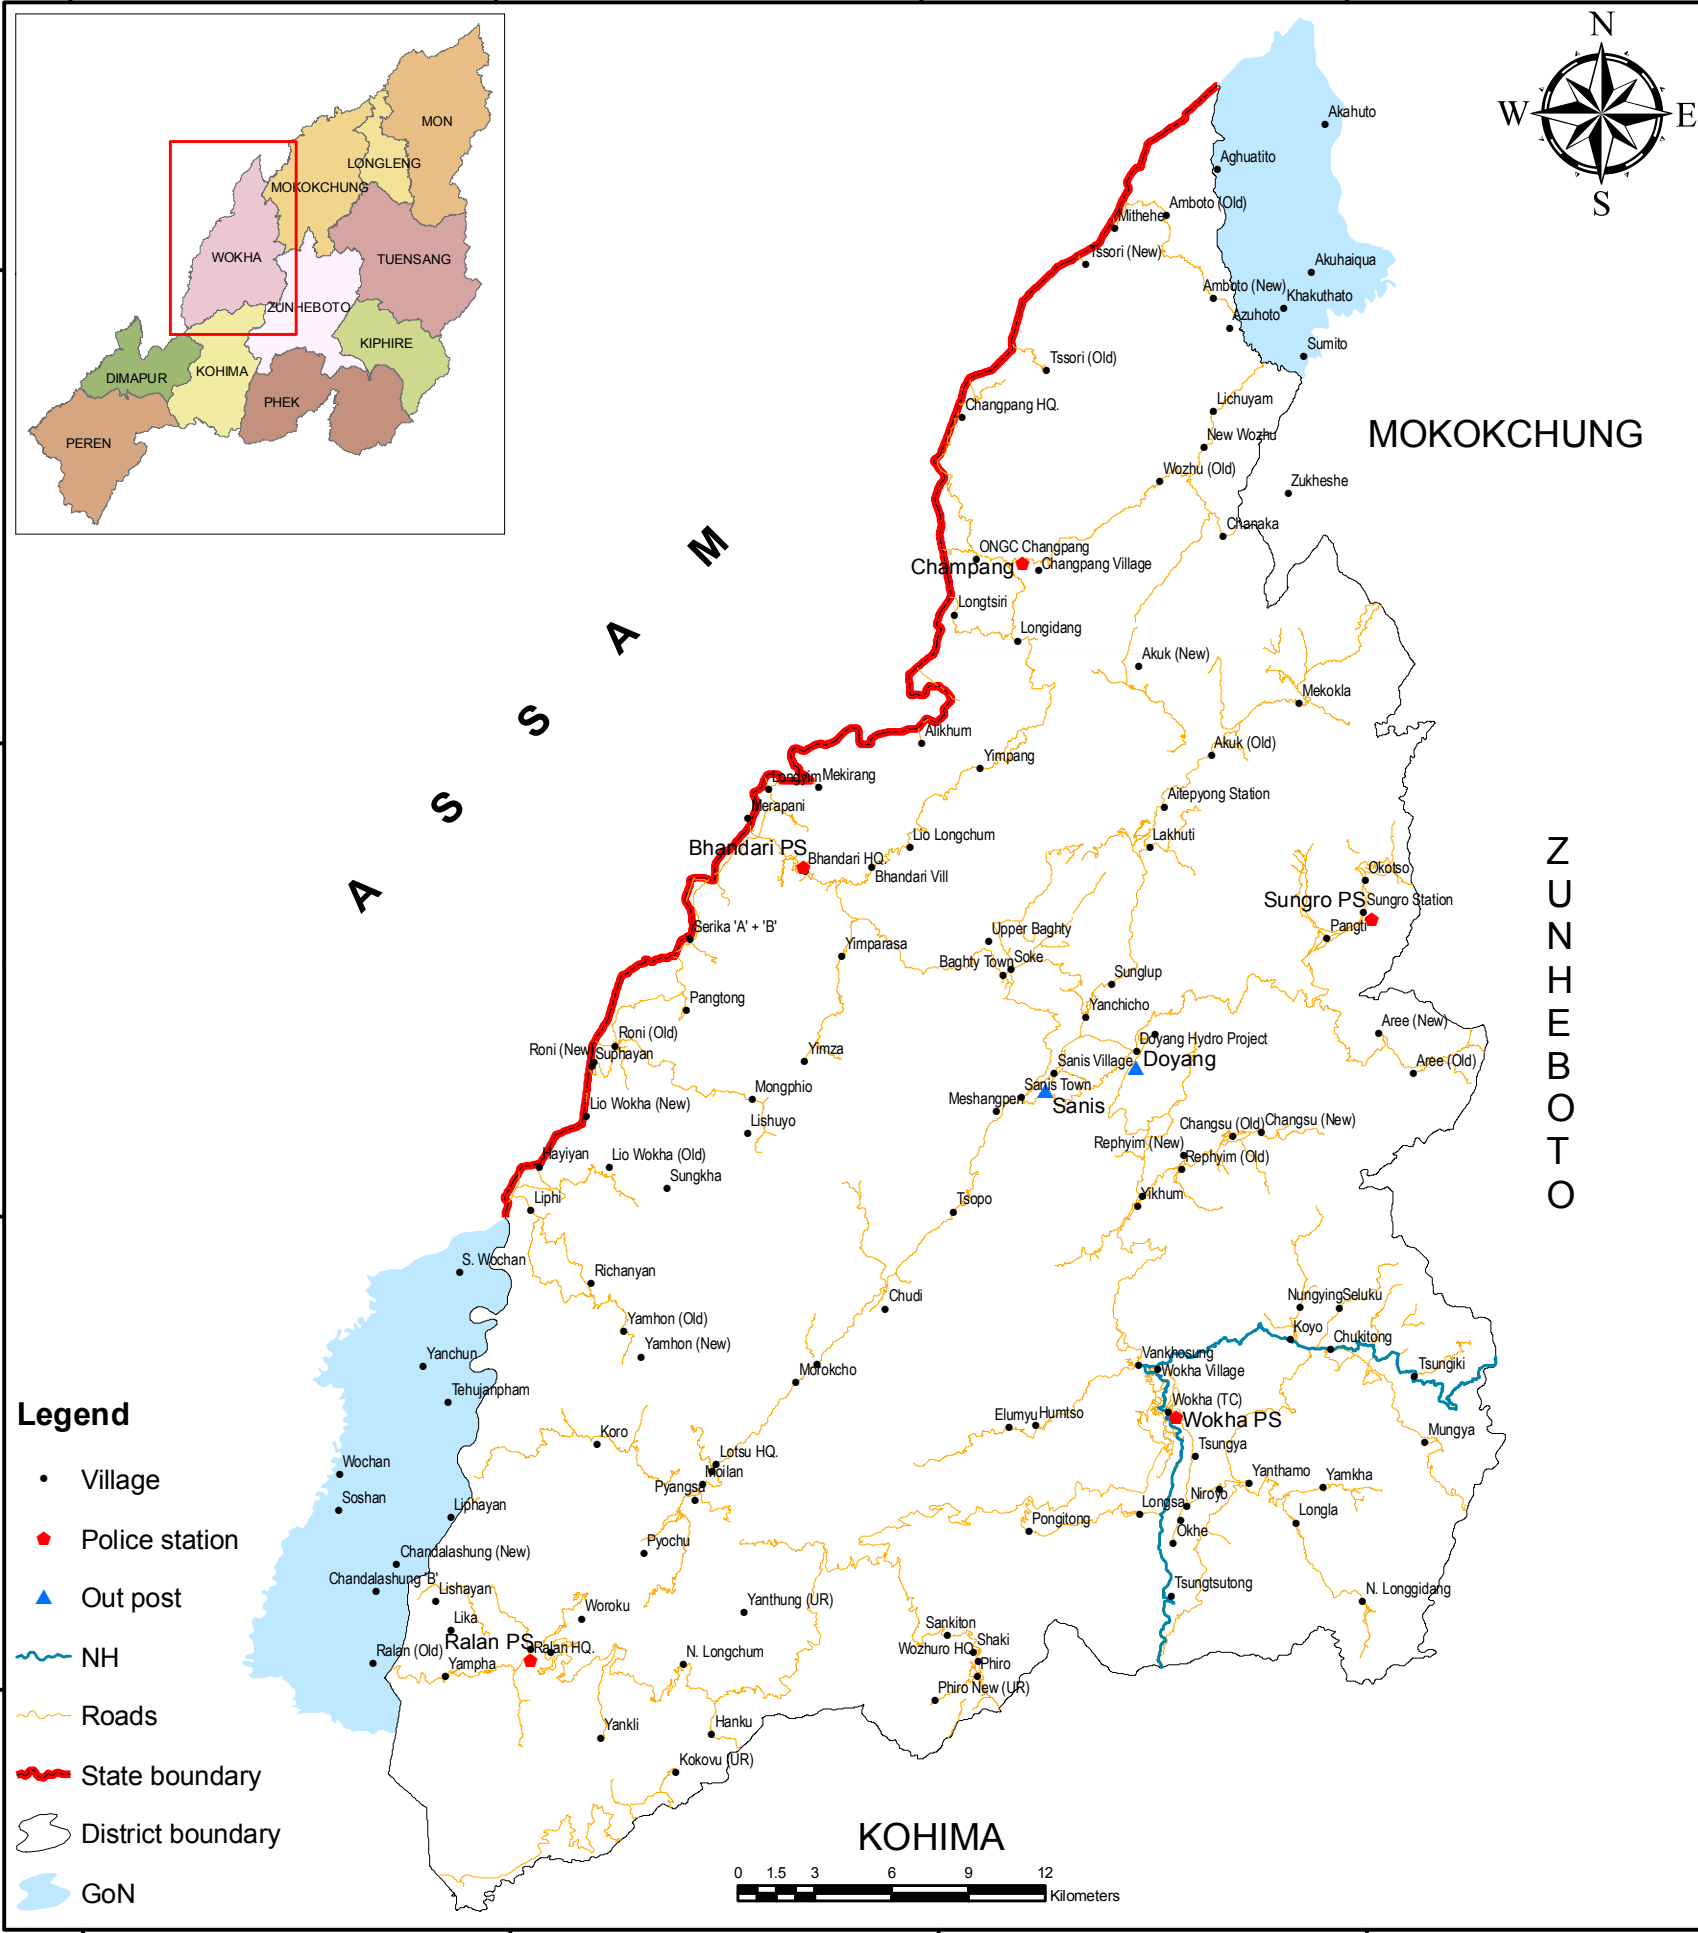 MON
LONGLENG
MOKOKCHUNG
WOKHA
TUENSANG
ZUNHEBOTO
KIPHIRE
KOHIMA
DIMAPUR
PHEK
PEREN
N
W
E
S
Akahuto
Aghuatito
Amboto (Old)
Mithehe
Tssori (New)
Akuhaiqua
Amboto (New)
Khakuthato
Azuhoto
Sumito
Tssori (Old)
Changpang HQ.
Lichuyam
MOKOKCHUNG
New Wozhu
Wozhu (Old)
Zukheshe
Chanaka
ONGC Changpang
Champang
Changpang Village
Longtsiri
Longidang
ASSAM
Akuk (New)
Mekokla
Alikhum
Akuk (Old)
Yimpang
Longyim
Mekirang
Merapani
Aitepyong Station
Lio Longchum
Lakhuti
Bhandari PS
Bhandari HQ.
Bhandari Vill
ZUNHEBOTO
Okotso
Sungro PS
Sungro Station
Pangti
Serika 'A' + 'B'
Yimparasa
Upper Baghty
Baghty Town
Soke
Sunglup
Pangtong
Yanchicho
Roni (Old)
Roni (New)
Suphayan
Yimza
Doyang Hydro Project
Doyang
Aree (New)
Aree (Old)
Sanis Village
Sanis Town
Sanis
Meshangpen
Mongphio
Lio Wokha (New)
Lishuyo
Changsu (Old)
Changsu (New)
Rephyim (New)
Rephyim (Old)
Hayiyan
Lio Wokha (Old)
Sungkha
Liphi
Tsopo
Yikhum
S. Wochan
Richanyan
Chudi
Nungying
Seluku
Yamhon (Old)
Yamhon (New)
Koyo
Chukitong
Yanchun
Vankhosung
Wokha Village
Tsungiki
Morokcho
Tehujanpham
Wokha (TC)
Wokha PS
Elumyu
Humtso
Mungya
Koro
Tsungya
Lotsu HQ.
Moilan
Pyangsa
Wochan
Yanthamo
Yamkha
Soshan
Niroyo
Liphayan
Longsa
Longla
Pongitong
Okhe
Pyochu
Chandalashung (New)
Chandalashung 'B'
Lishayan
Tsungtsutong
N. Longgidang
Woroku
Yanthung (UR)
Lika
Sankiton
Ralan PS
Ralan HQ.
Wozhuro HQ
Shaki
Ralan (Old)
Yampha
N. Longchum
Phiro
Phiro New (UR)
Yankli
Hanku
Kokovu (UR)
KOHIMA
Legend
Village
Police station
Out post
NH
Roads
State boundary
District boundary
GoN
0 1.5 3 6 9 12
Kilometers